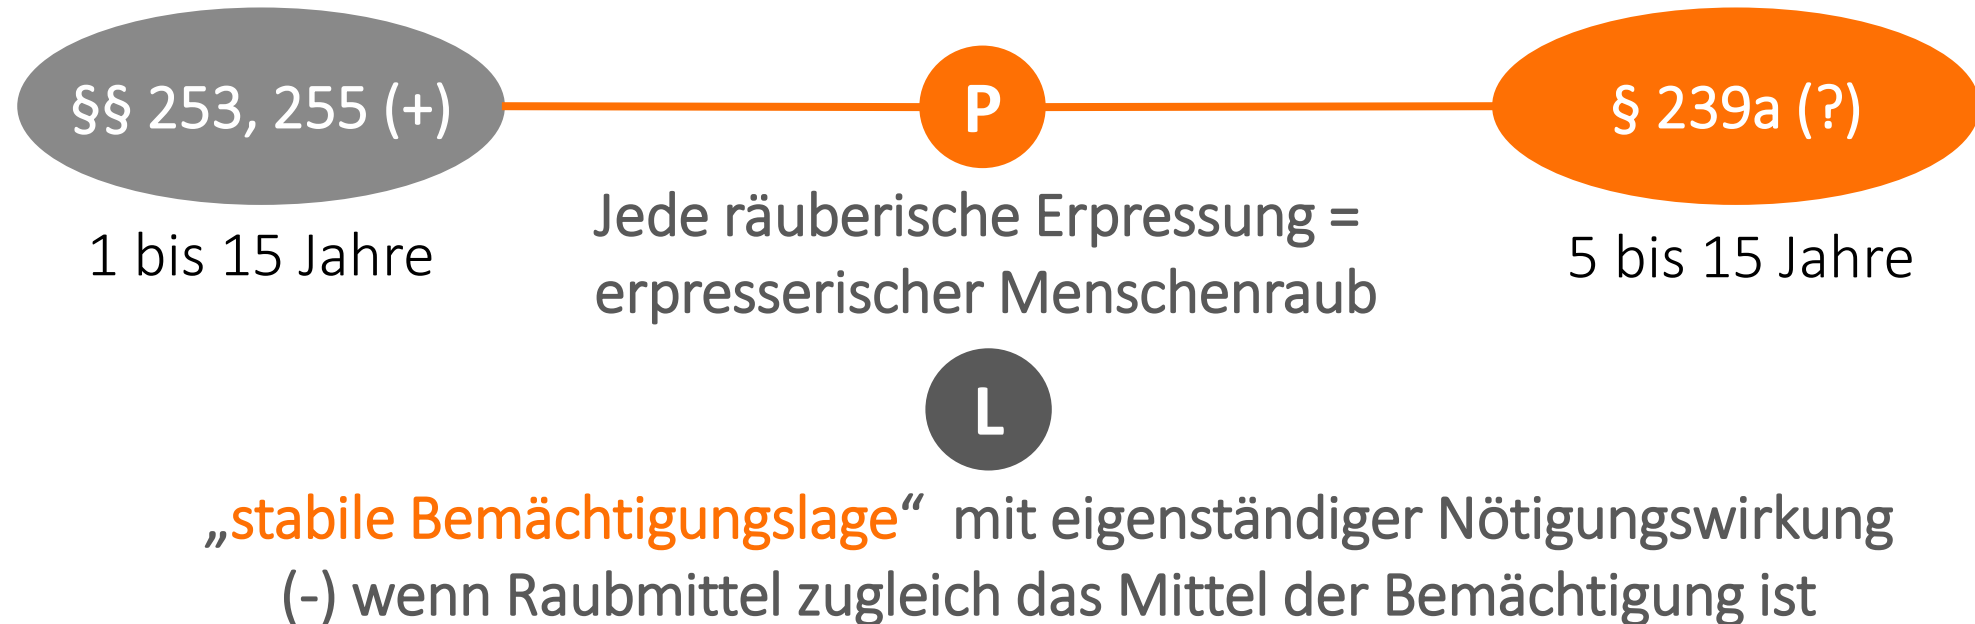 §§ 253, 255 (+)
P
§ 239a (?)
1 bis 15 Jahre
Jede räuberische Erpressung =
erpresserischer Menschenraub
5 bis 15 Jahre
L
„stabile Bemächtigungslage“ mit eigenständiger Nötigungswirkung
(-) wenn Raubmittel zugleich das Mittel der Bemächtigung ist